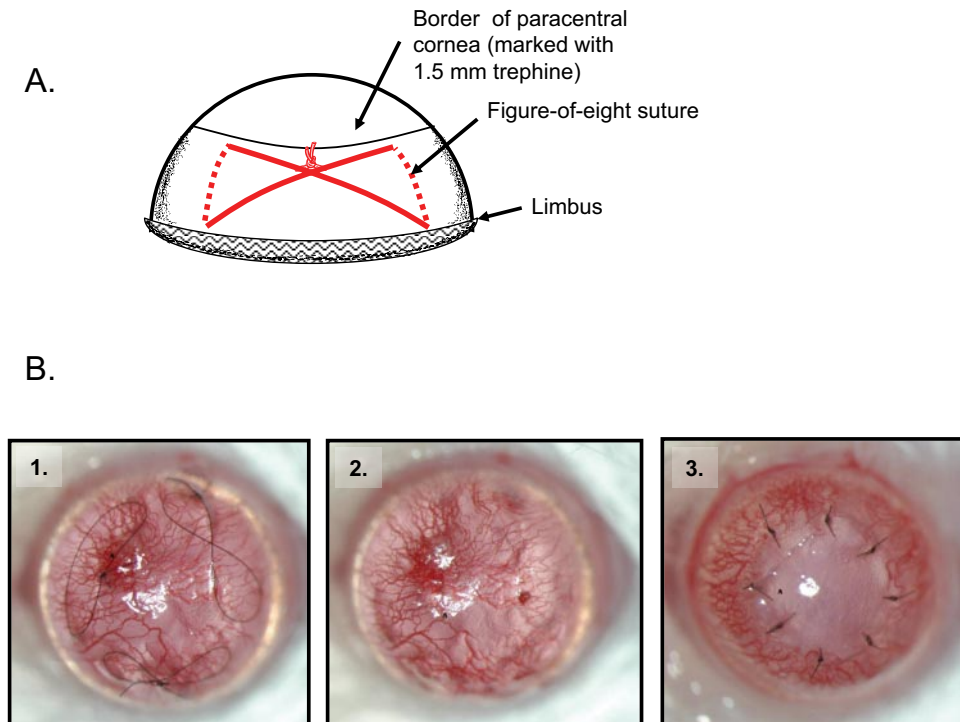 A.
Border of paracentral
cornea (marked with
1.5 mm trephine)
Figure-of-eight suture
Limbus
B.
1.
2.
3.